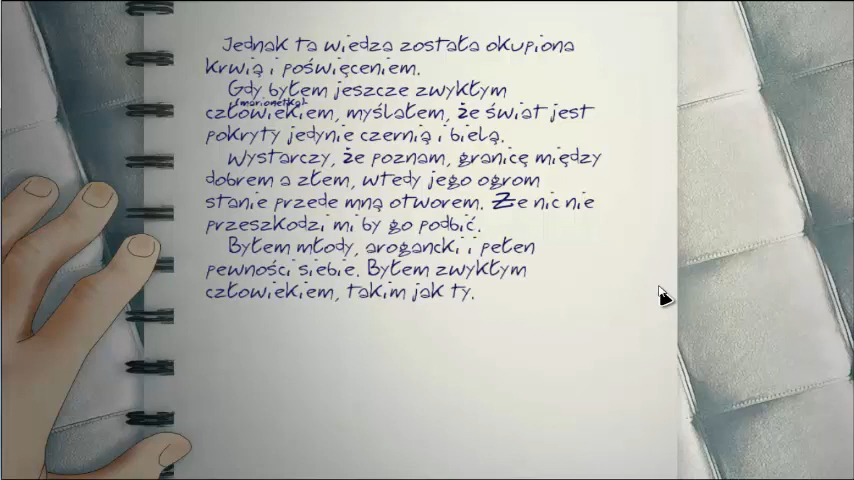 Jednak ta wiedza została okupiona
krwią i poświęceniem.
Gdy byłem jeszcze zwykłym
(marionetką)
człowiekiem, myślałem, że świat jest
pokryty jedynie czernią i bielą.
Wystarczy, że poznam, granicę między
dobrem a złem, wtedy jego ogrom
stanie przede mną otworem. Że nic nie
przeszkodzi mi by go podbić.
Byłem młody, arogancki i pełen
pewności siebie. Byłem zwykłym
człowiekiem, takim jak ty.